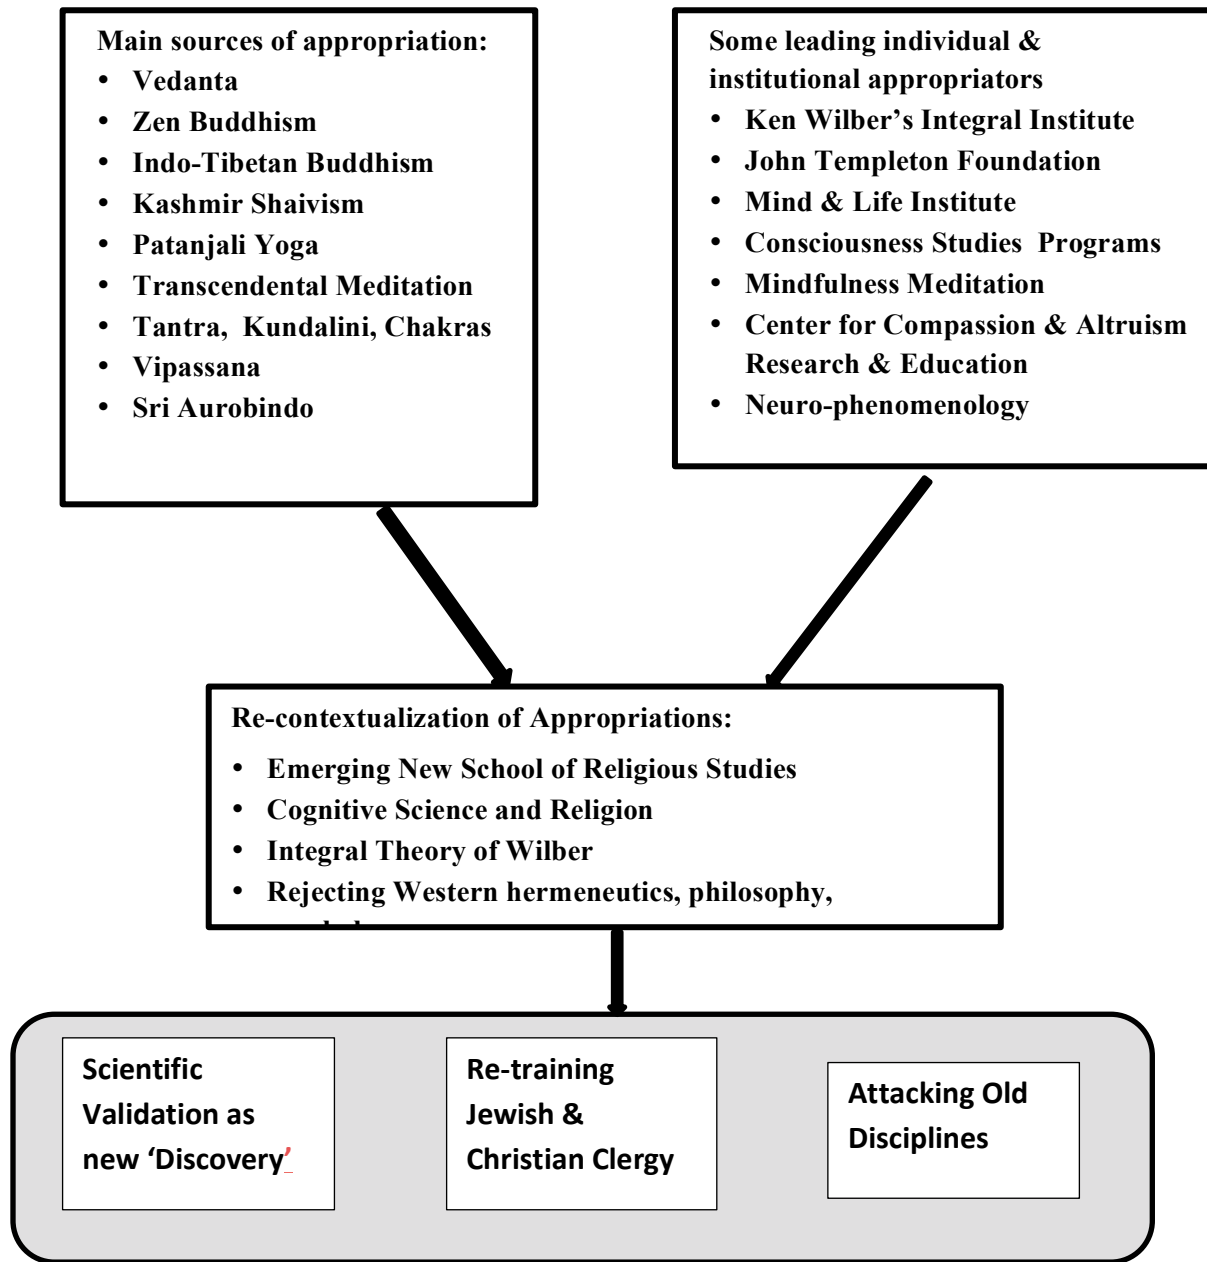 Main sources of appropriation:
• Vedanta
• Zen Buddhism
• Indo-Tibetan Buddhism
• Kashmir Shaivism
• Patanjali Yoga
• Transcendental Meditation
• Tantra, Kundalini, Chakras
• Vipassana
• Sri Aurobindo
Some leading individual &
institutional appropriators
• Ken Wilber’s Integral Institute
• John Templeton Foundation
• Mind & Life Institute
• Consciousness Studies Programs
• Mindfulness Meditation
• Center for Compassion & Altruism
Research & Education
• Neuro-phenomenology
Re-contextualization of Appropriations:
• Emerging New School of Religious Studies
• Cognitive Science and Religion
• Integral Theory of Wilber
• Rejecting Western hermeneutics, philosophy,
Scientific
Validation as
new ‘Discovery’
Re-training
Jewish &
Christian Clergy
Attacking Old
Disciplines